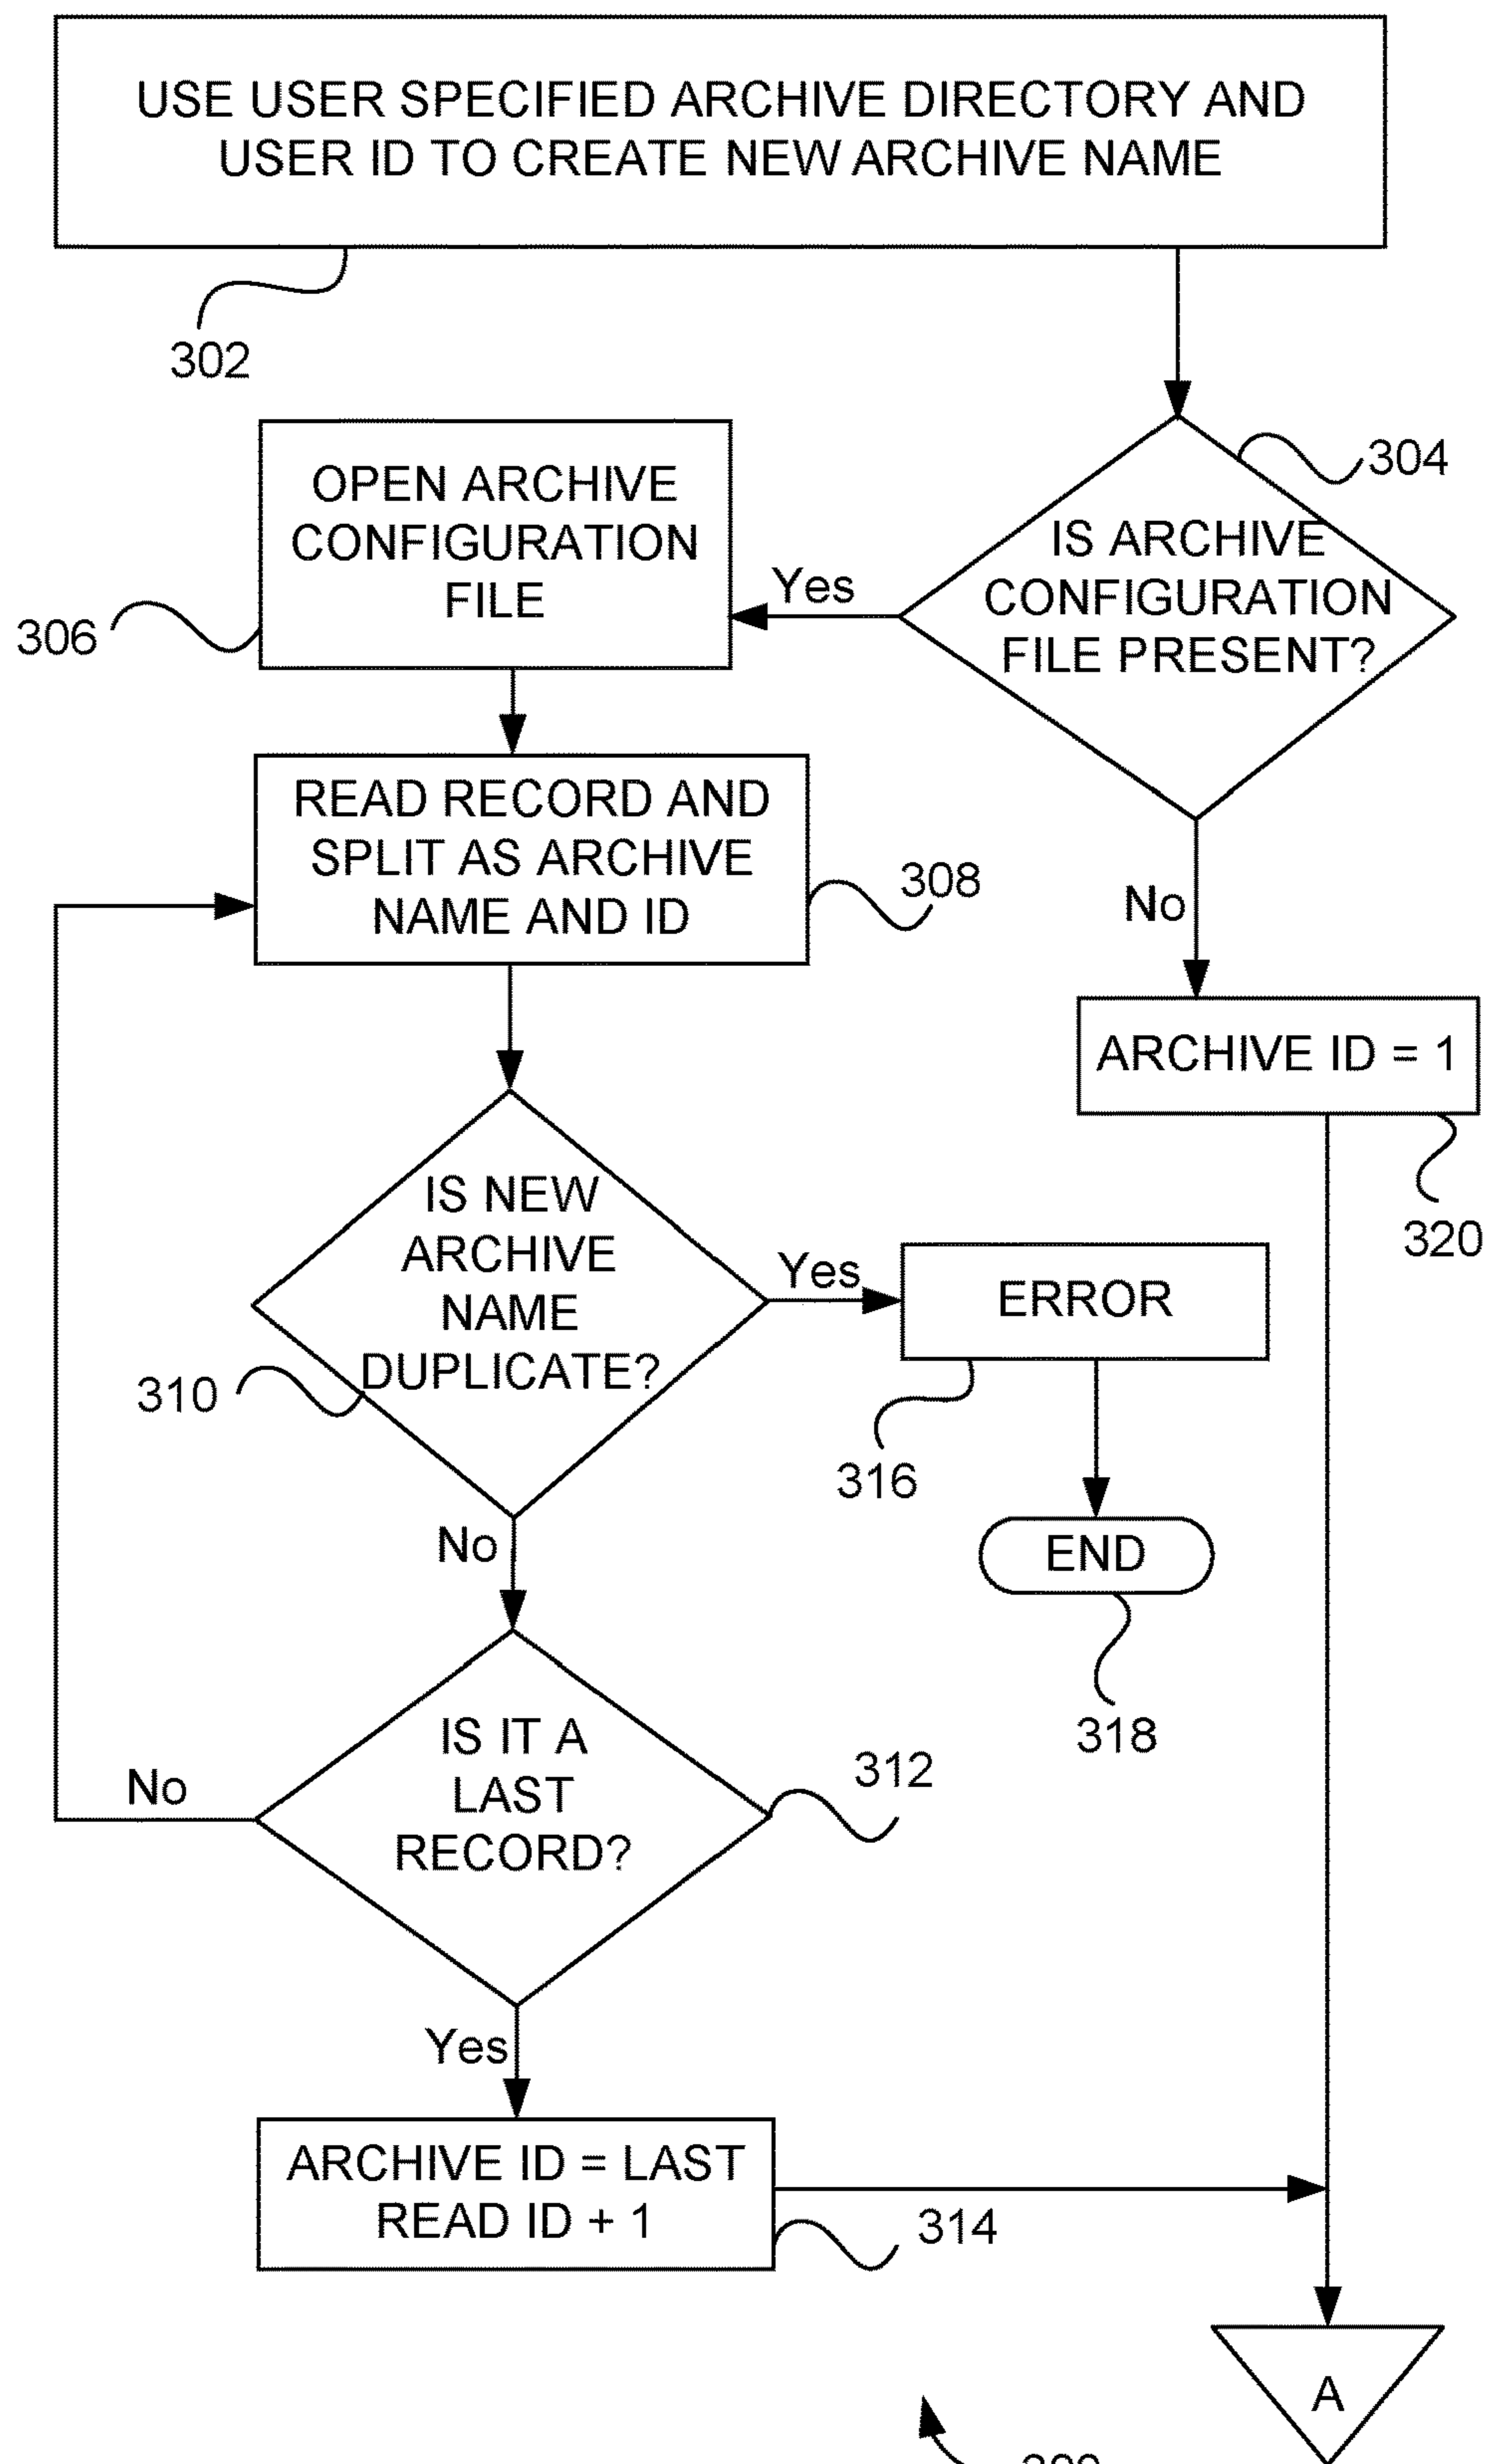 USE USER SPECIFIED ARCHIVE DIRECTORY AND
USER ID TO CREATE NEW ARCHIVE NAME
302
304
OPEN ARCHIVE
CONFIGURATION
FILE
306
Yes
IS ARCHIVE
CONFIGURATION
FILE PRESENT?
READ RECORD AND
SPLIT AS ARCHIVE
NAME AND ID
308
No
ARCHIVE ID = 1
320
IS NEW
ARCHIVE
NAME
DUPLICATE?
310
Yes
ERROR
316
No
END
318
IS IT A
LAST
RECORD?
312
No
Yes
ARCHIVE ID = LAST
READ ID + 1
314
A